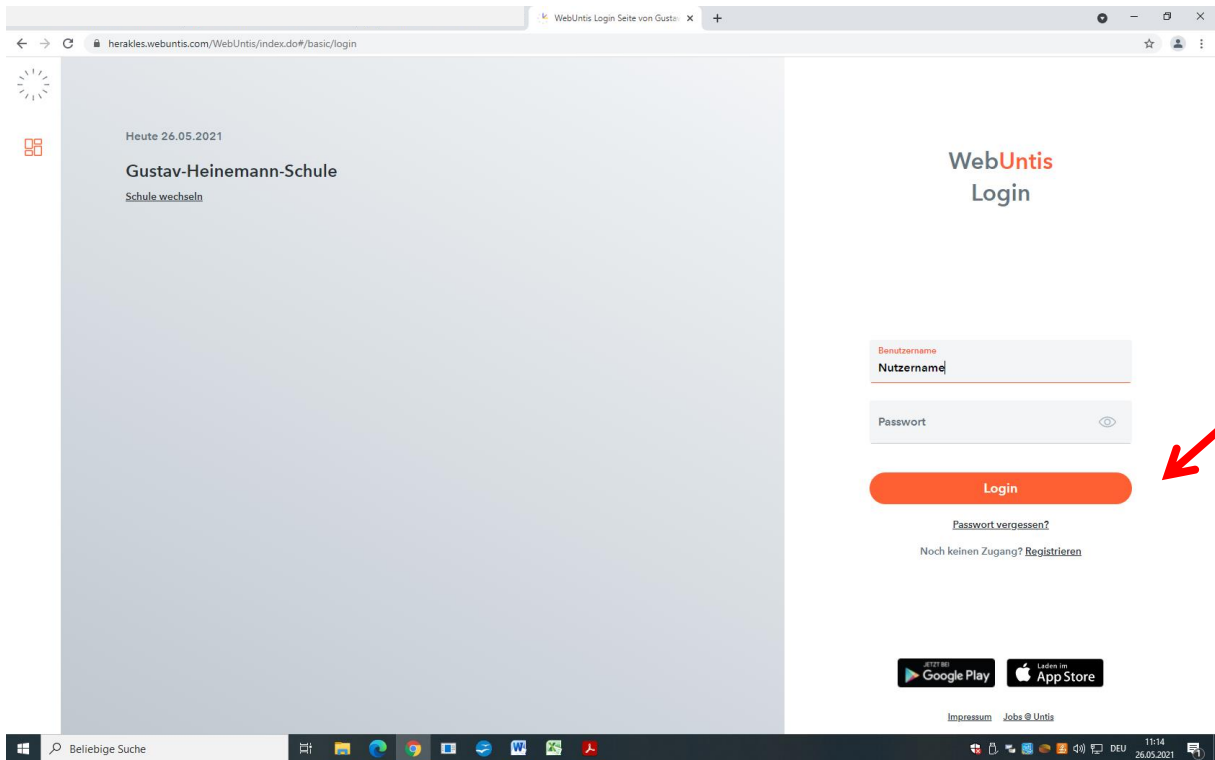 WebUntis Login Seite von Gusta
herakles.webuntis.com/WebUntis/index.do#/basic/login
Heute 26.05.2021
Gustav-Heinemann-Schule
Schule wechseln
WebUntis
Login
Benutzername
Nutzername
Passwort
Login
Passwort vergessen?
Noch keinen Zugang? Registrieren
JETZT BEI
Google Play
Laden im
App Store
Impressum Jobs @ Untis
Beliebige Suche
DEU
11:14
26.05.2021